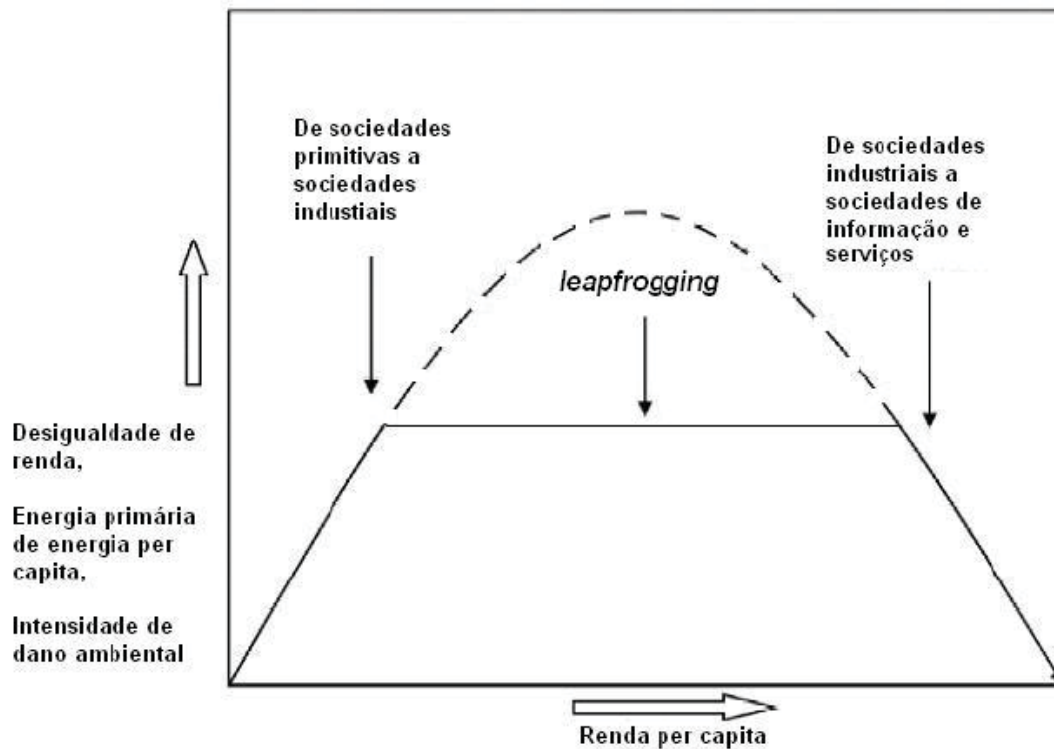 De sociedades
primitivas a
sociedades
industiais
De sociedades
industriais a
sociedades de
informação e
serviços
leapfrogging
Desigualdade de
renda,
Energia primária
de energia per
capita,
Intensidade de
dano ambiental
Renda per capita